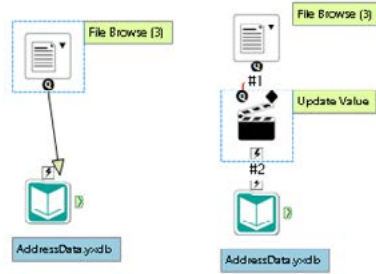 File Browse (3)
AddressData.yxdb
File Browse (3)
#1
Update Value
#2
AddressData.yxdb